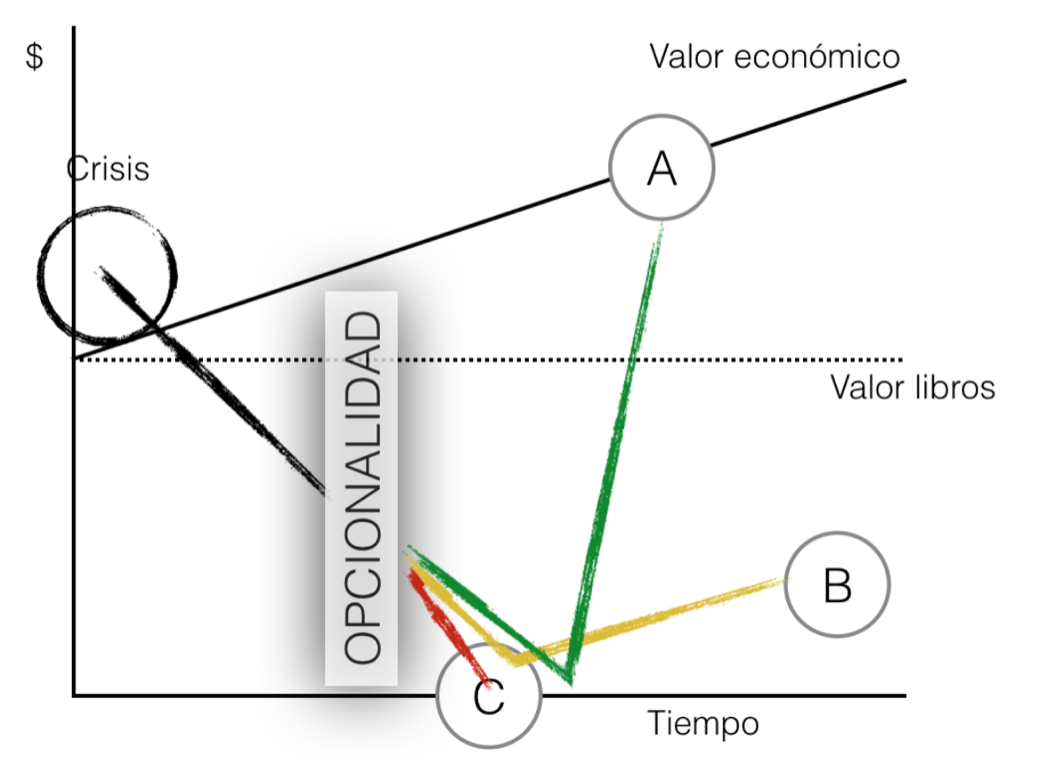 $
Valor económico
Crisis
A
OPCIONALIDAD
Valor libros
B
C
Tiempo